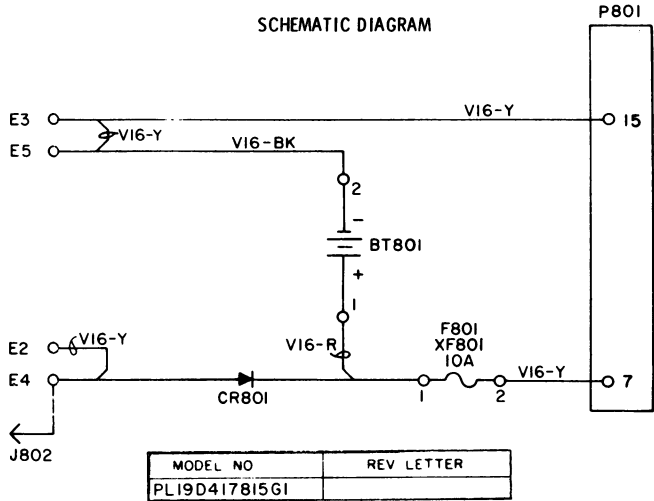 SCHEMATIC DIAGRAM
P801
E3
V16-Y
15
V16-Y
E5
V16-BK
2
-
BT801
+
1
E2
V16-Y
V16-R
F801
XF801
10A
E4
CR801
1
2
V16-Y
7
J802
MODEL NO
REV LETTER
PL19D417815G1